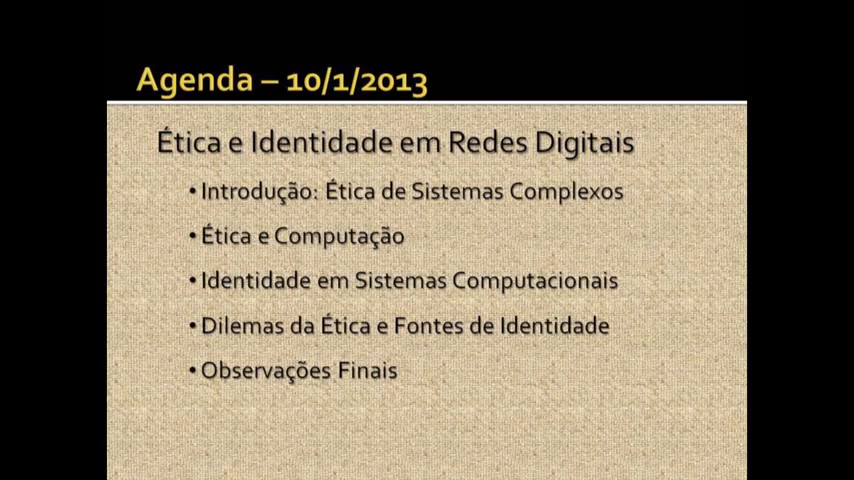 Agenda – 10/1/2013
Ética e Identidade em Redes Digitais
• Introdução: Ética de Sistemas Complexos
• Ética e Computação
• Identidade em Sistemas Computacionais
• Dilemas da Ética e Fontes de Identidade
• Observações Finais